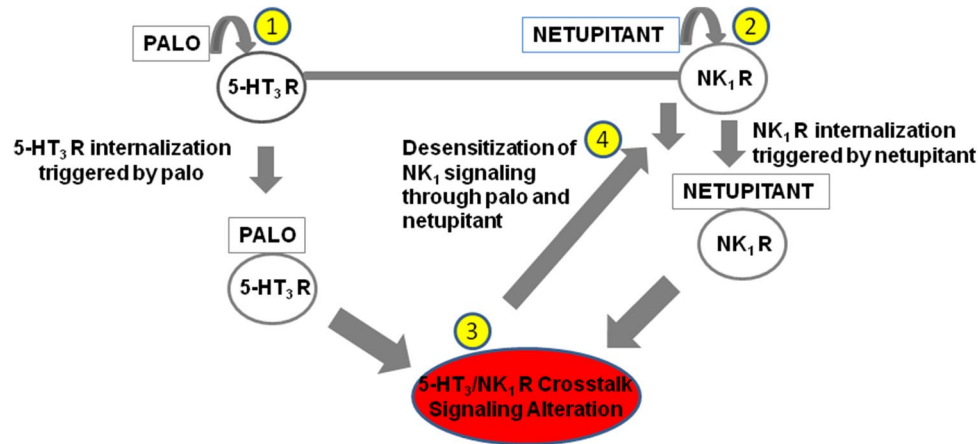 1
PALO
5-HT₃ R
NETUPITANT
2
NK₁ R
5-HT₃ R internalization
triggered by palo
Desensitization of
NK₁ signaling
through palo and
netupitant
4
NK₁ R internalization
triggered by netupitant
PALO
5-HT₃ R
NETUPITANT
NK₁ R
3
5-HT₃/NK₁ R Crosstalk
Signaling Alteration